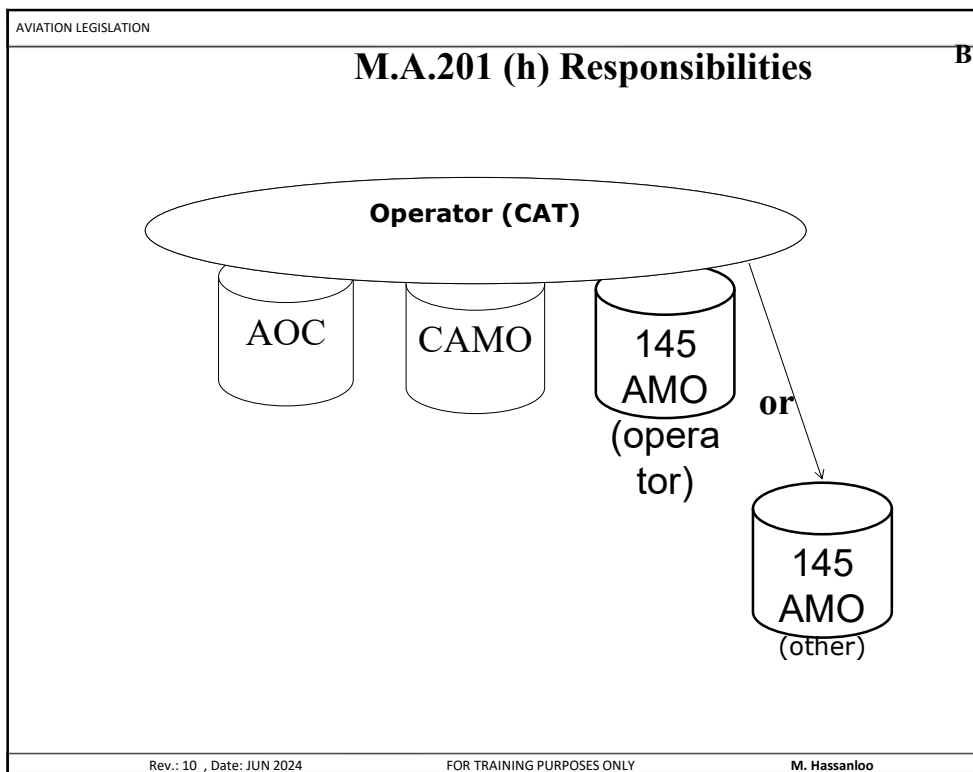 AVIATION LEGISLATION
M.A.201 (h) Responsibilities
B
Operator (CAT)
AOC
CAMO
145
AMO
(opera
tor)
or
145
AMO
(other)
Rev.: 10 , Date: JUN 2024 FOR TRAINING PURPOSES ONLY M. Hassanloo